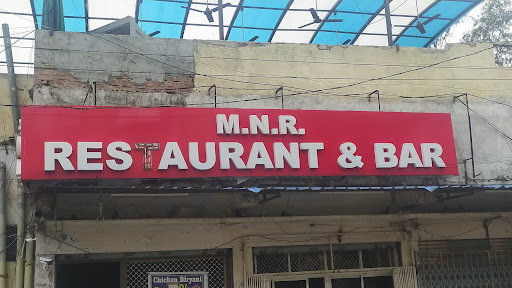 M.N.R.
RESTAURANT & BAR
Chicken Biryani